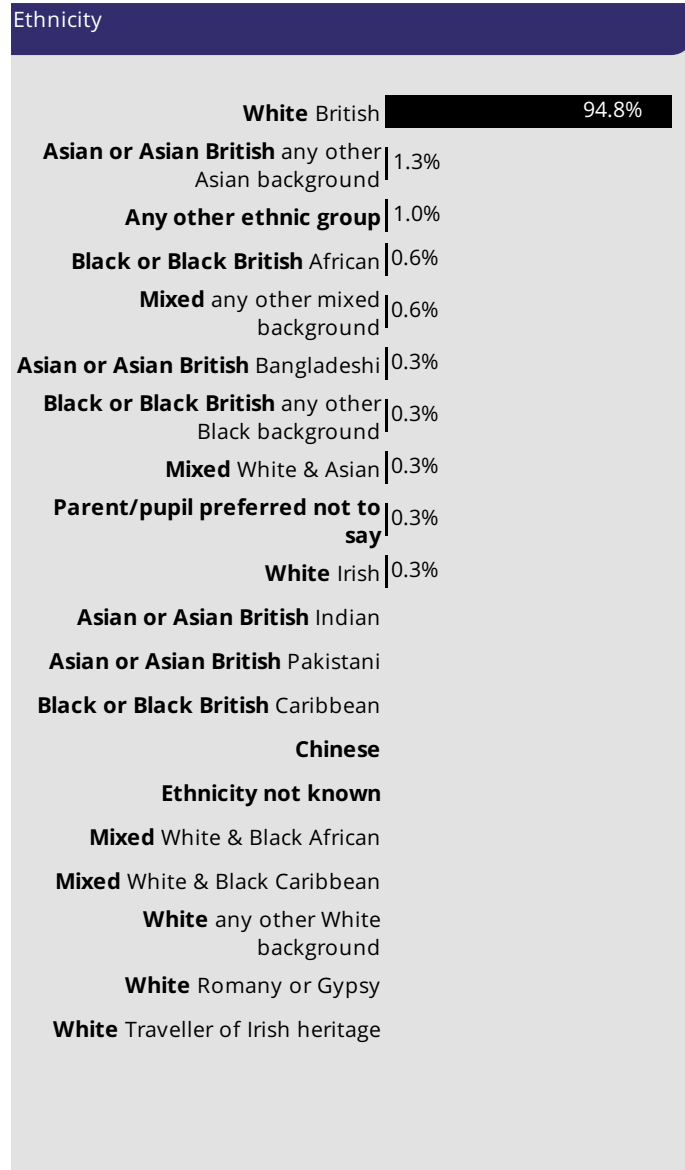 Ethnicity
White British 94.8%
Asian or Asian British any other
Asian background 1.3%
Any other ethnic group 1.0%
Black or Black British African 0.6%
Mixed any other mixed
background 0.6%
Asian or Asian British Bangladeshi 0.3%
Black or Black British any other
Black background 0.3%
Mixed White & Asian 0.3%
Parent/pupil preferred not to
say 0.3%
White Irish 0.3%
Asian or Asian British Indian
Asian or Asian British Pakistani
Black or Black British Caribbean
Chinese
Ethnicity not known
Mixed White & Black African
Mixed White & Black Caribbean
White any other White
background
White Romany or Gypsy
White Traveller of Irish heritage